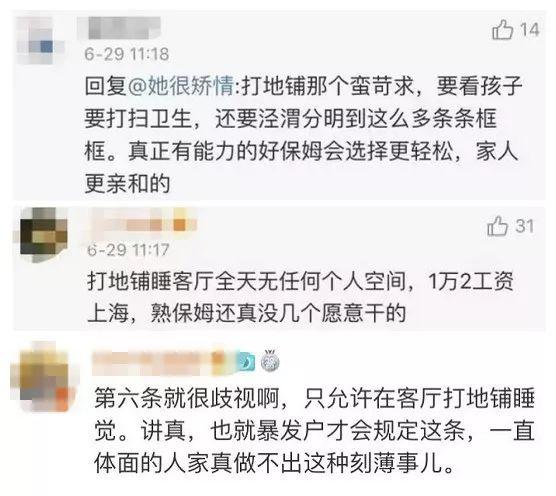 14
6-29 11:18
回复@她很矫情:打地铺那个蛮苛求，要看孩子
要打扫卫生，还要泾渭分明到这么多条条框
框。真正有能力的好保姆会选择更轻松，家人
更亲和的
31
6-29 11:17
打地铺睡客厅全天无任何个人空间，1万2工资
上海，熟保姆还真没几个愿意干的
第六条就很歧视啊，只允许在客厅打地铺睡
觉。讲真，也就暴发户才会规定这条，一直
体面的人家真做不出这种刻薄事儿。